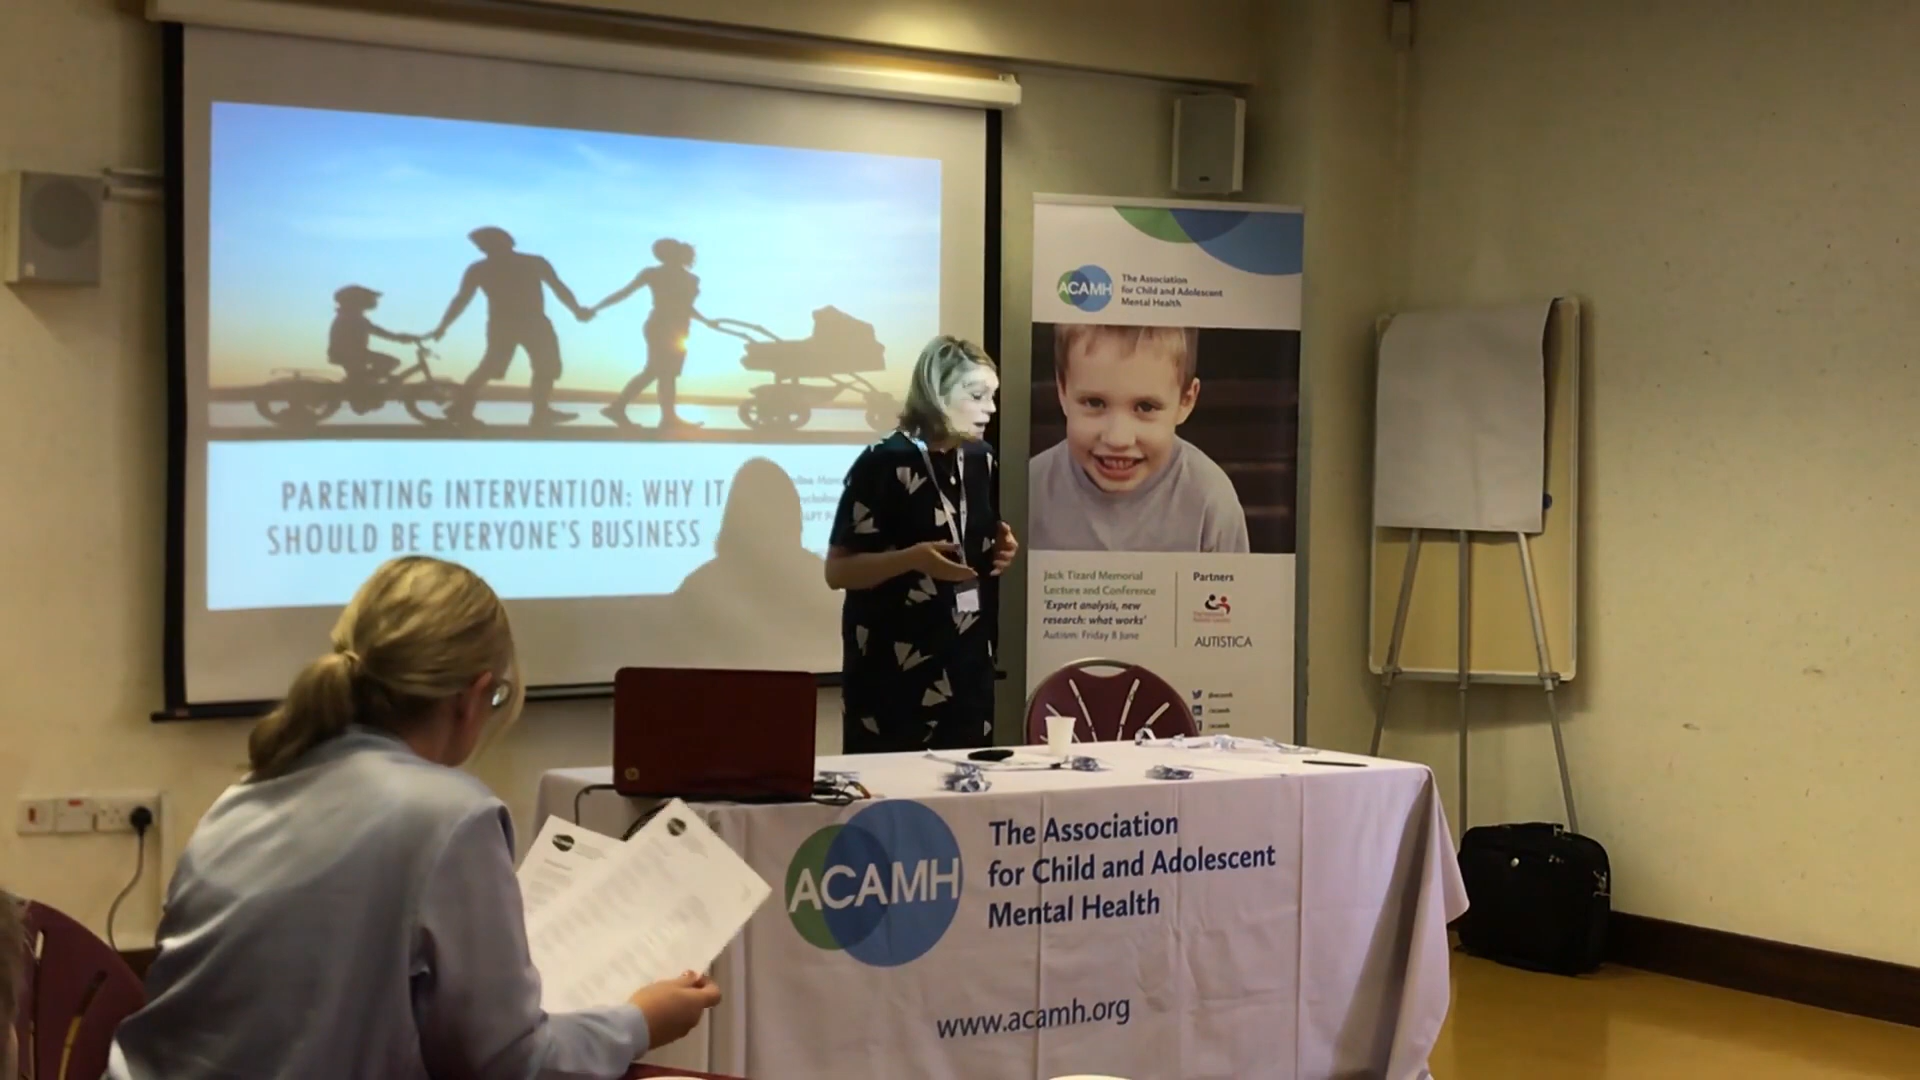 PARENTING INTERVENTION: WHY IT
SHOULD BE EVERYONE'S BUSINESS
ACAMH
The Association
for Child and Adolescent
Mental Health
Jack Tizard Memorial
Lecture and Conference
'Expert analysis, new
research: what works'
Autism: Friday 8 June
Partners
AUTISTICA
ACAMH
The Association
for Child and Adolescent
Mental Health
www.acamh.org